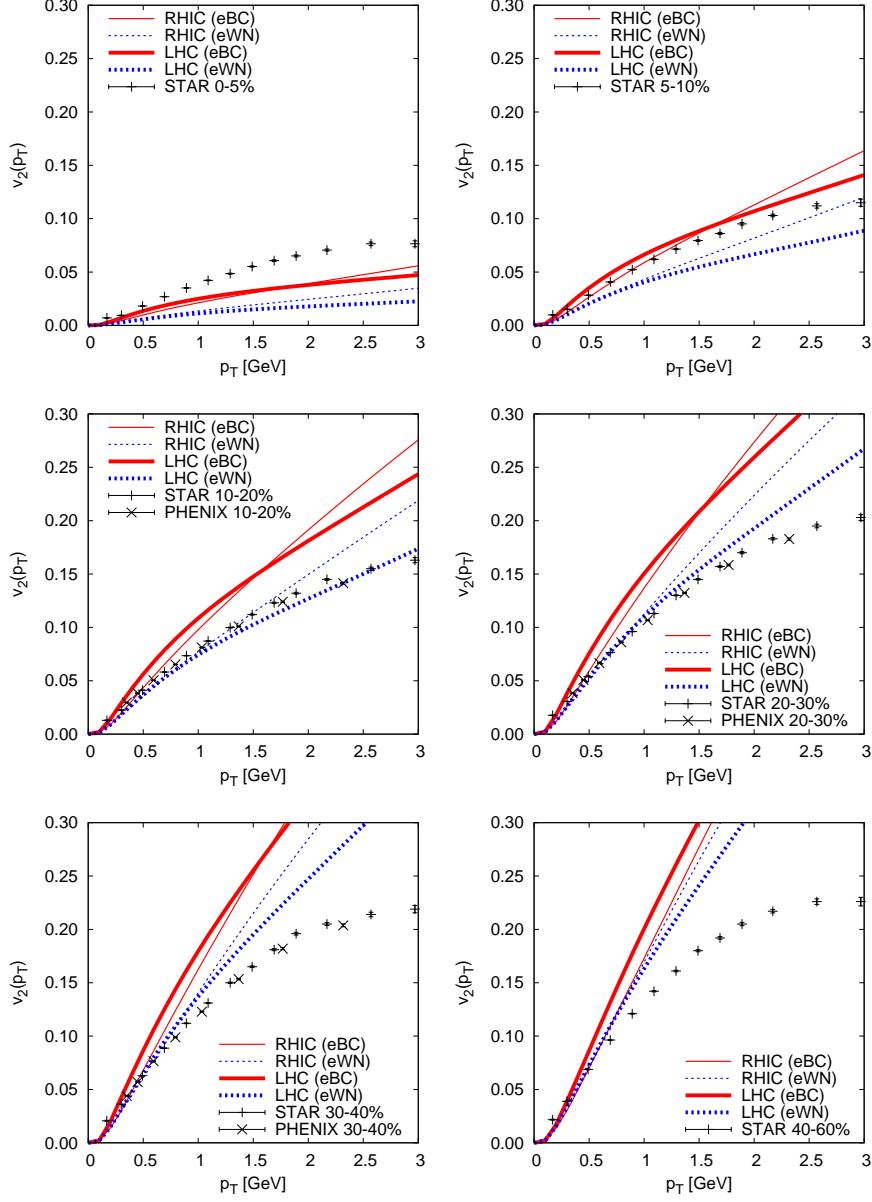 RHIC (eBC)
RHIC (eWN)
LHC (eBC)
LHC (eWN)
STAR 0-5%
0.30
0.25
0.20
0.15
0.10
0.05
0.00
v2(pT)
0 0.5 1 1.5 2 2.5 3
pT [GeV]
RHIC (eBC)
RHIC (eWN)
LHC (eBC)
LHC (eWN)
STAR 5-10%
0.30
0.25
0.20
0.15
0.10
0.05
0.00
v2(pT)
0 0.5 1 1.5 2 2.5 3
pT [GeV]
RHIC (eBC)
RHIC (eWN)
LHC (eBC)
LHC (eWN)
STAR 10-20%
PHENIX 10-20%
0.30
0.25
0.20
0.15
0.10
0.05
0.00
v2(pT)
0 0.5 1 1.5 2 2.5 3
pT [GeV]
0.30
0.25
0.20
0.15
0.10
0.05
0.00
v2(pT)
RHIC (eBC)
RHIC (eWN)
LHC (eBC)
LHC (eWN)
STAR 20-30%
PHENIX 20-30%
0 0.5 1 1.5 2 2.5 3
pT [GeV]
0.30
0.25
0.20
0.15
0.10
0.05
0.00
v2(pT)
RHIC (eBC)
RHIC (eWN)
LHC (eBC)
LHC (eWN)
STAR 30-40%
PHENIX 30-40%
0 0.5 1 1.5 2 2.5 3
pT [GeV]
0.30
0.25
0.20
0.15
0.10
0.05
0.00
v2(pT)
RHIC (eBC)
RHIC (eWN)
LHC (eBC)
LHC (eWN)
STAR 40-60%
0 0.5 1 1.5 2 2.5 3
pT [GeV]